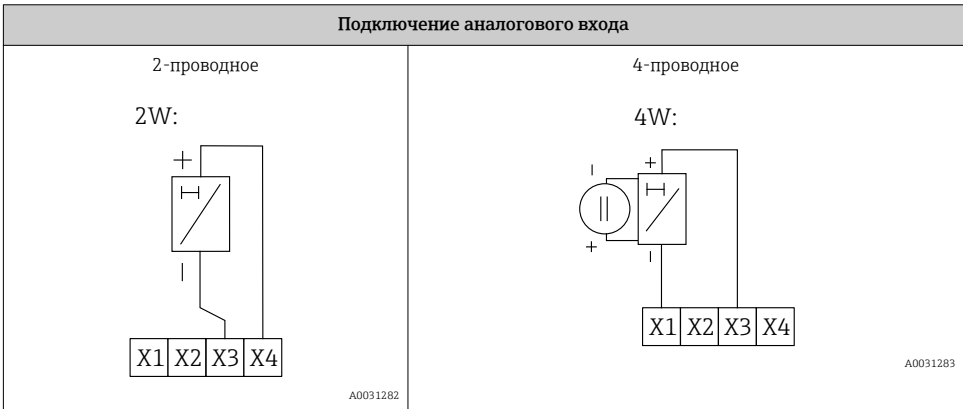 Подключение аналогового входа
2-проводное
2W:
+
–
X1 X2 X3 X4
A0031282
4-проводное
4W:
– +
+ –
X1 X2 X3 X4
A0031283